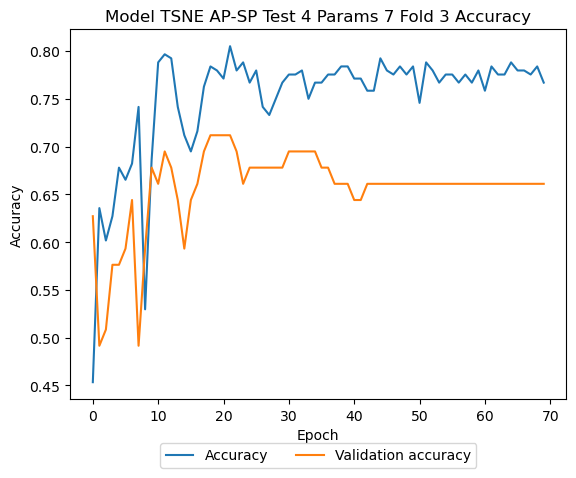 Model TSNE AP-SP Test 4 Params 7 Fold 3 Accuracy
0.80
0.75
0.70
0.65
0.60
0.55
0.50
0.45
Accuracy
0 10 20 30 40 50 60 70
Epoch
Accuracy Validation accuracy